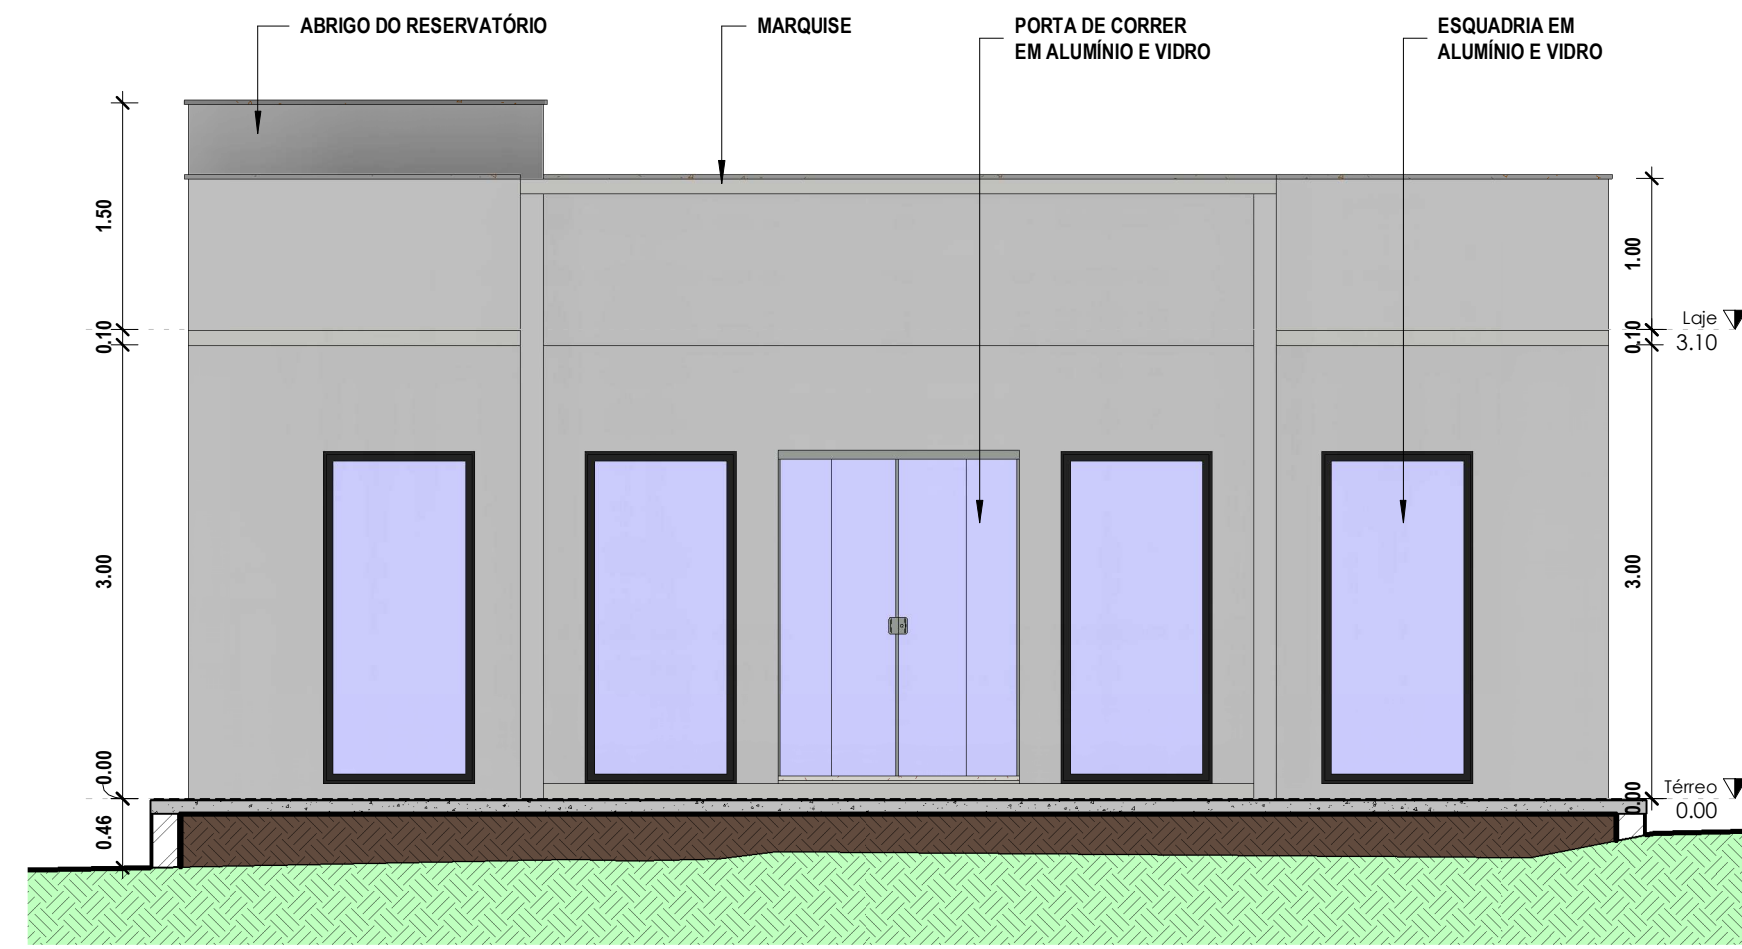 ABRIGO DO RESERVATÓRIO
MARQUISE
PORTA DE CORRER
EM ALUMÍNIO E VIDRO
ESQUADRIA EM
ALUMÍNIO E VIDRO
1.50
0.10
3.00
0.00
0.46
1.00
0.10
3.00
0.00
Laje
3.10
Térreo
0.00